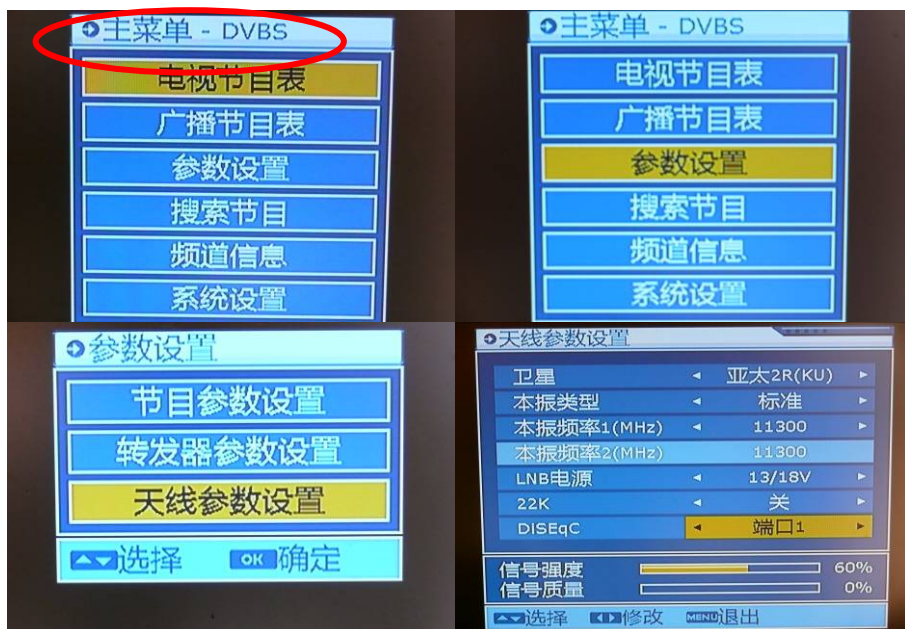 主菜单 - DVBS
电视节目表
广播节目表
参数设置
搜索节目
频道信息
系统设置
主菜单 - DVBS
电视节目表
广播节目表
参数设置
搜索节目
频道信息
系统设置
参数设置
节目参数设置
转发器参数设置
天线参数设置
选择 OK 确定
天线参数设置
卫星 亚太2R(KU)
本振类型 标准
本振频率1(MHz) 11300
本振频率2(MHz) 11300
LNB电源 13/18V
22K 关
DISEqC 端口1
信号强度 60%
信号质量 0%
选择 修改 MENU 退出